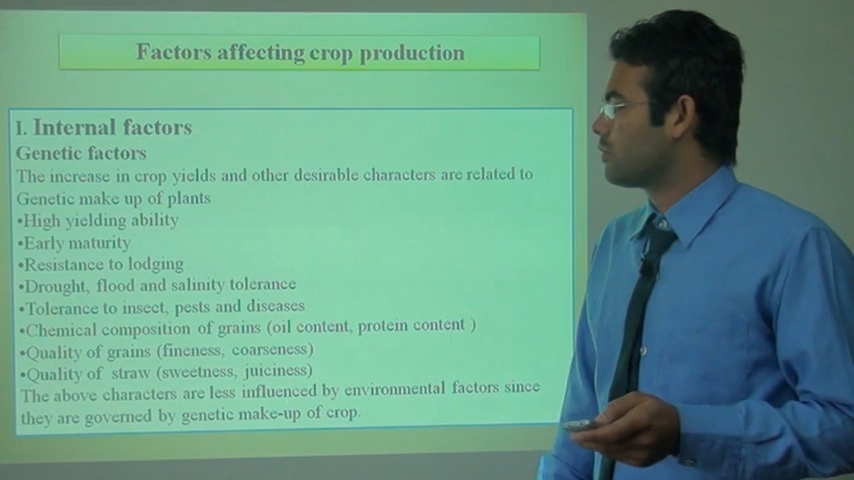 Factors affecting crop production
I. Internal factors
Genetic factors
The increase in crop yields and other desirable characters are related to
Genetic make up of plants
•High yielding ability
•Early maturity
•Resistance to lodging
•Drought, flood and salinity tolerance
•Tolerance to insect, pests and diseases
•Chemical composition of grains (oil content, protein content )
•Quality of grains (fineness, coarseness)
•Quality of straw (sweetness, juiciness)
The above characters are less influenced by environmental factors since
they are governed by genetic make-up of crop.